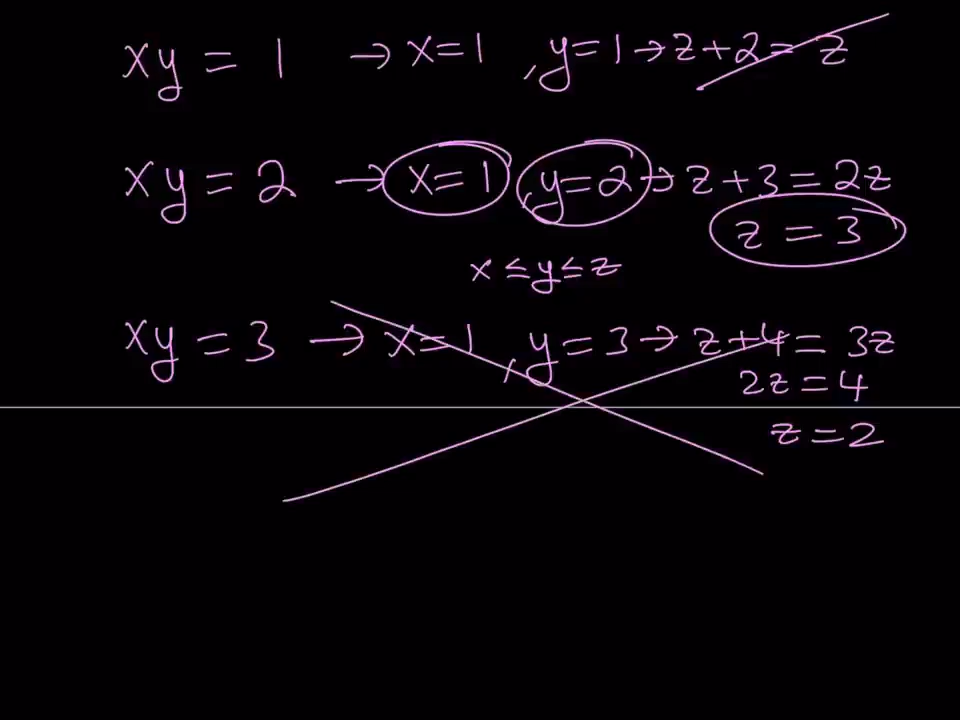 xy = 1 → x=1 , y=1 → z+2= z
xy = 2 → x=1 , y=2 → z+3=2z
z = 3
x ≤ y ≤ z
xy = 3 → x=1 , y=3 → z+4= 3z
2z = 4
z = 2